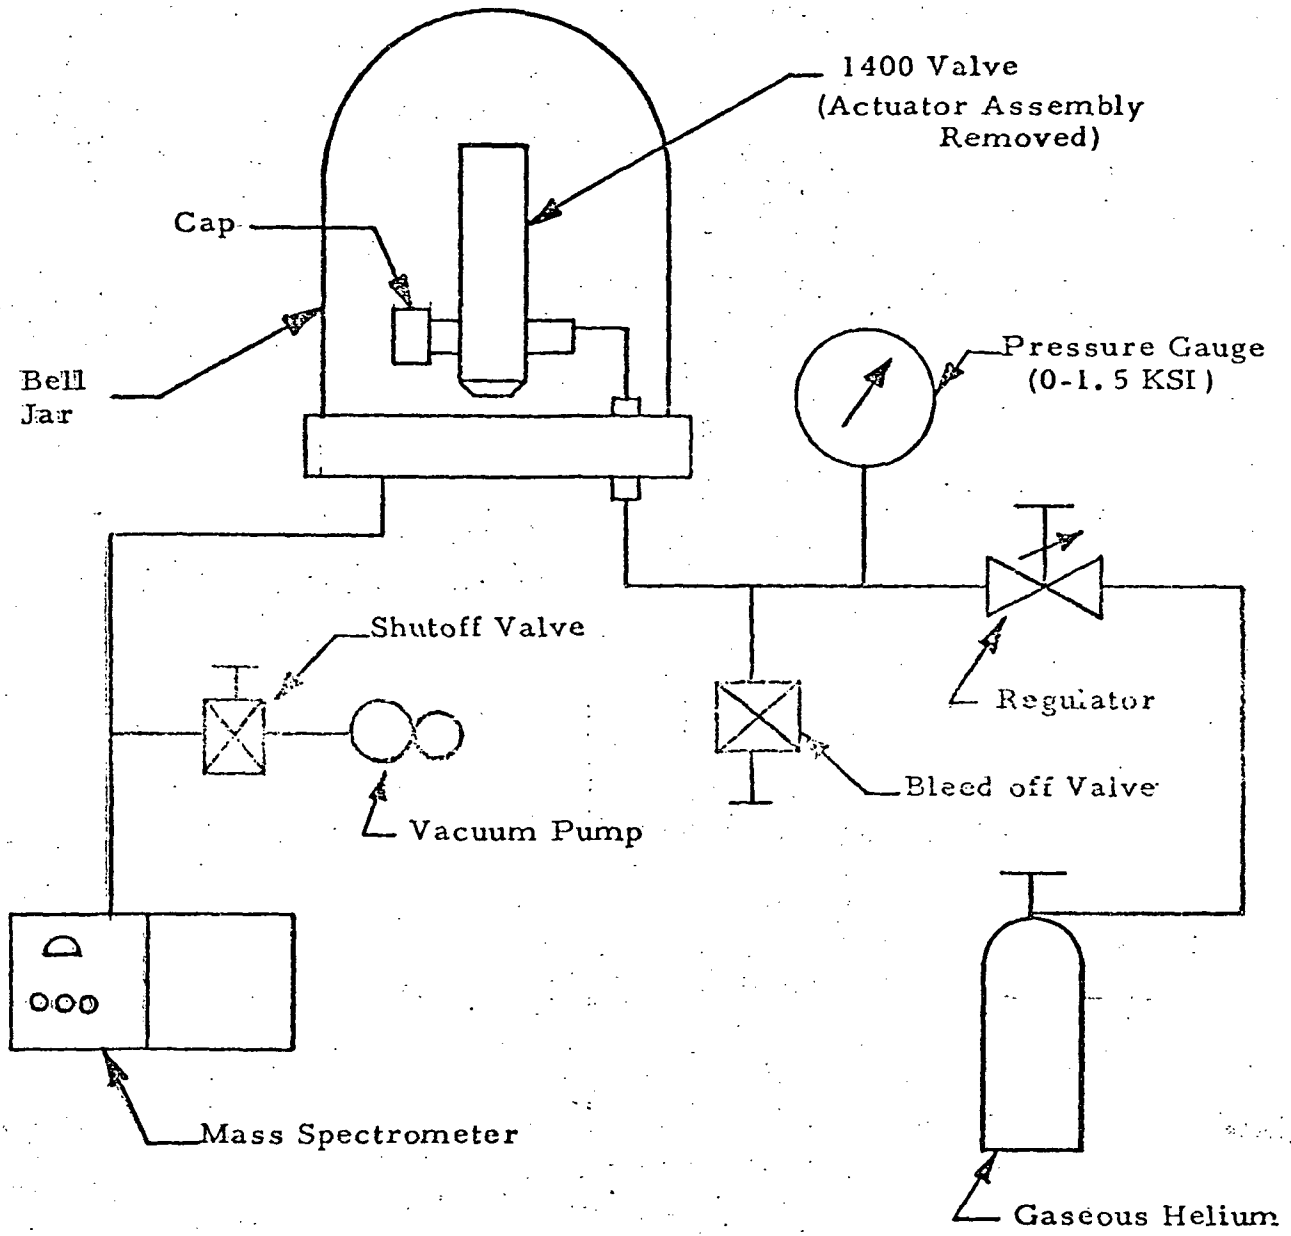 1400 Valve
(Actuator Assembly
Removed)
Cap
Bell
Jar
Pressure Gauge
(0-1.5 KSI)
Shutoff Valve
Regulator
Bleed off Valve
Vacuum Pump
Mass Spectrometer
Gaseous Helium